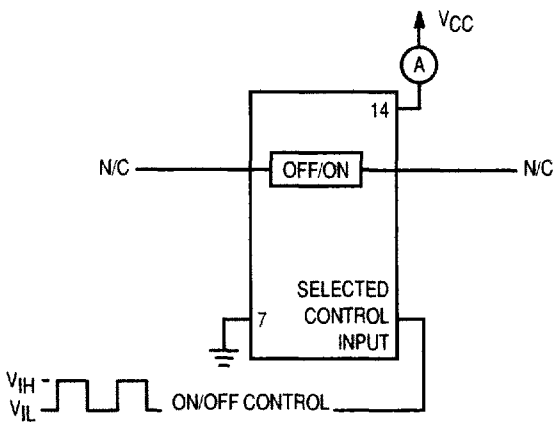 VCC
A
14
N/C
OFF/ON
N/C
SELECTED
CONTROL
INPUT
7
VIH
VIL
ON/OFF CONTROL